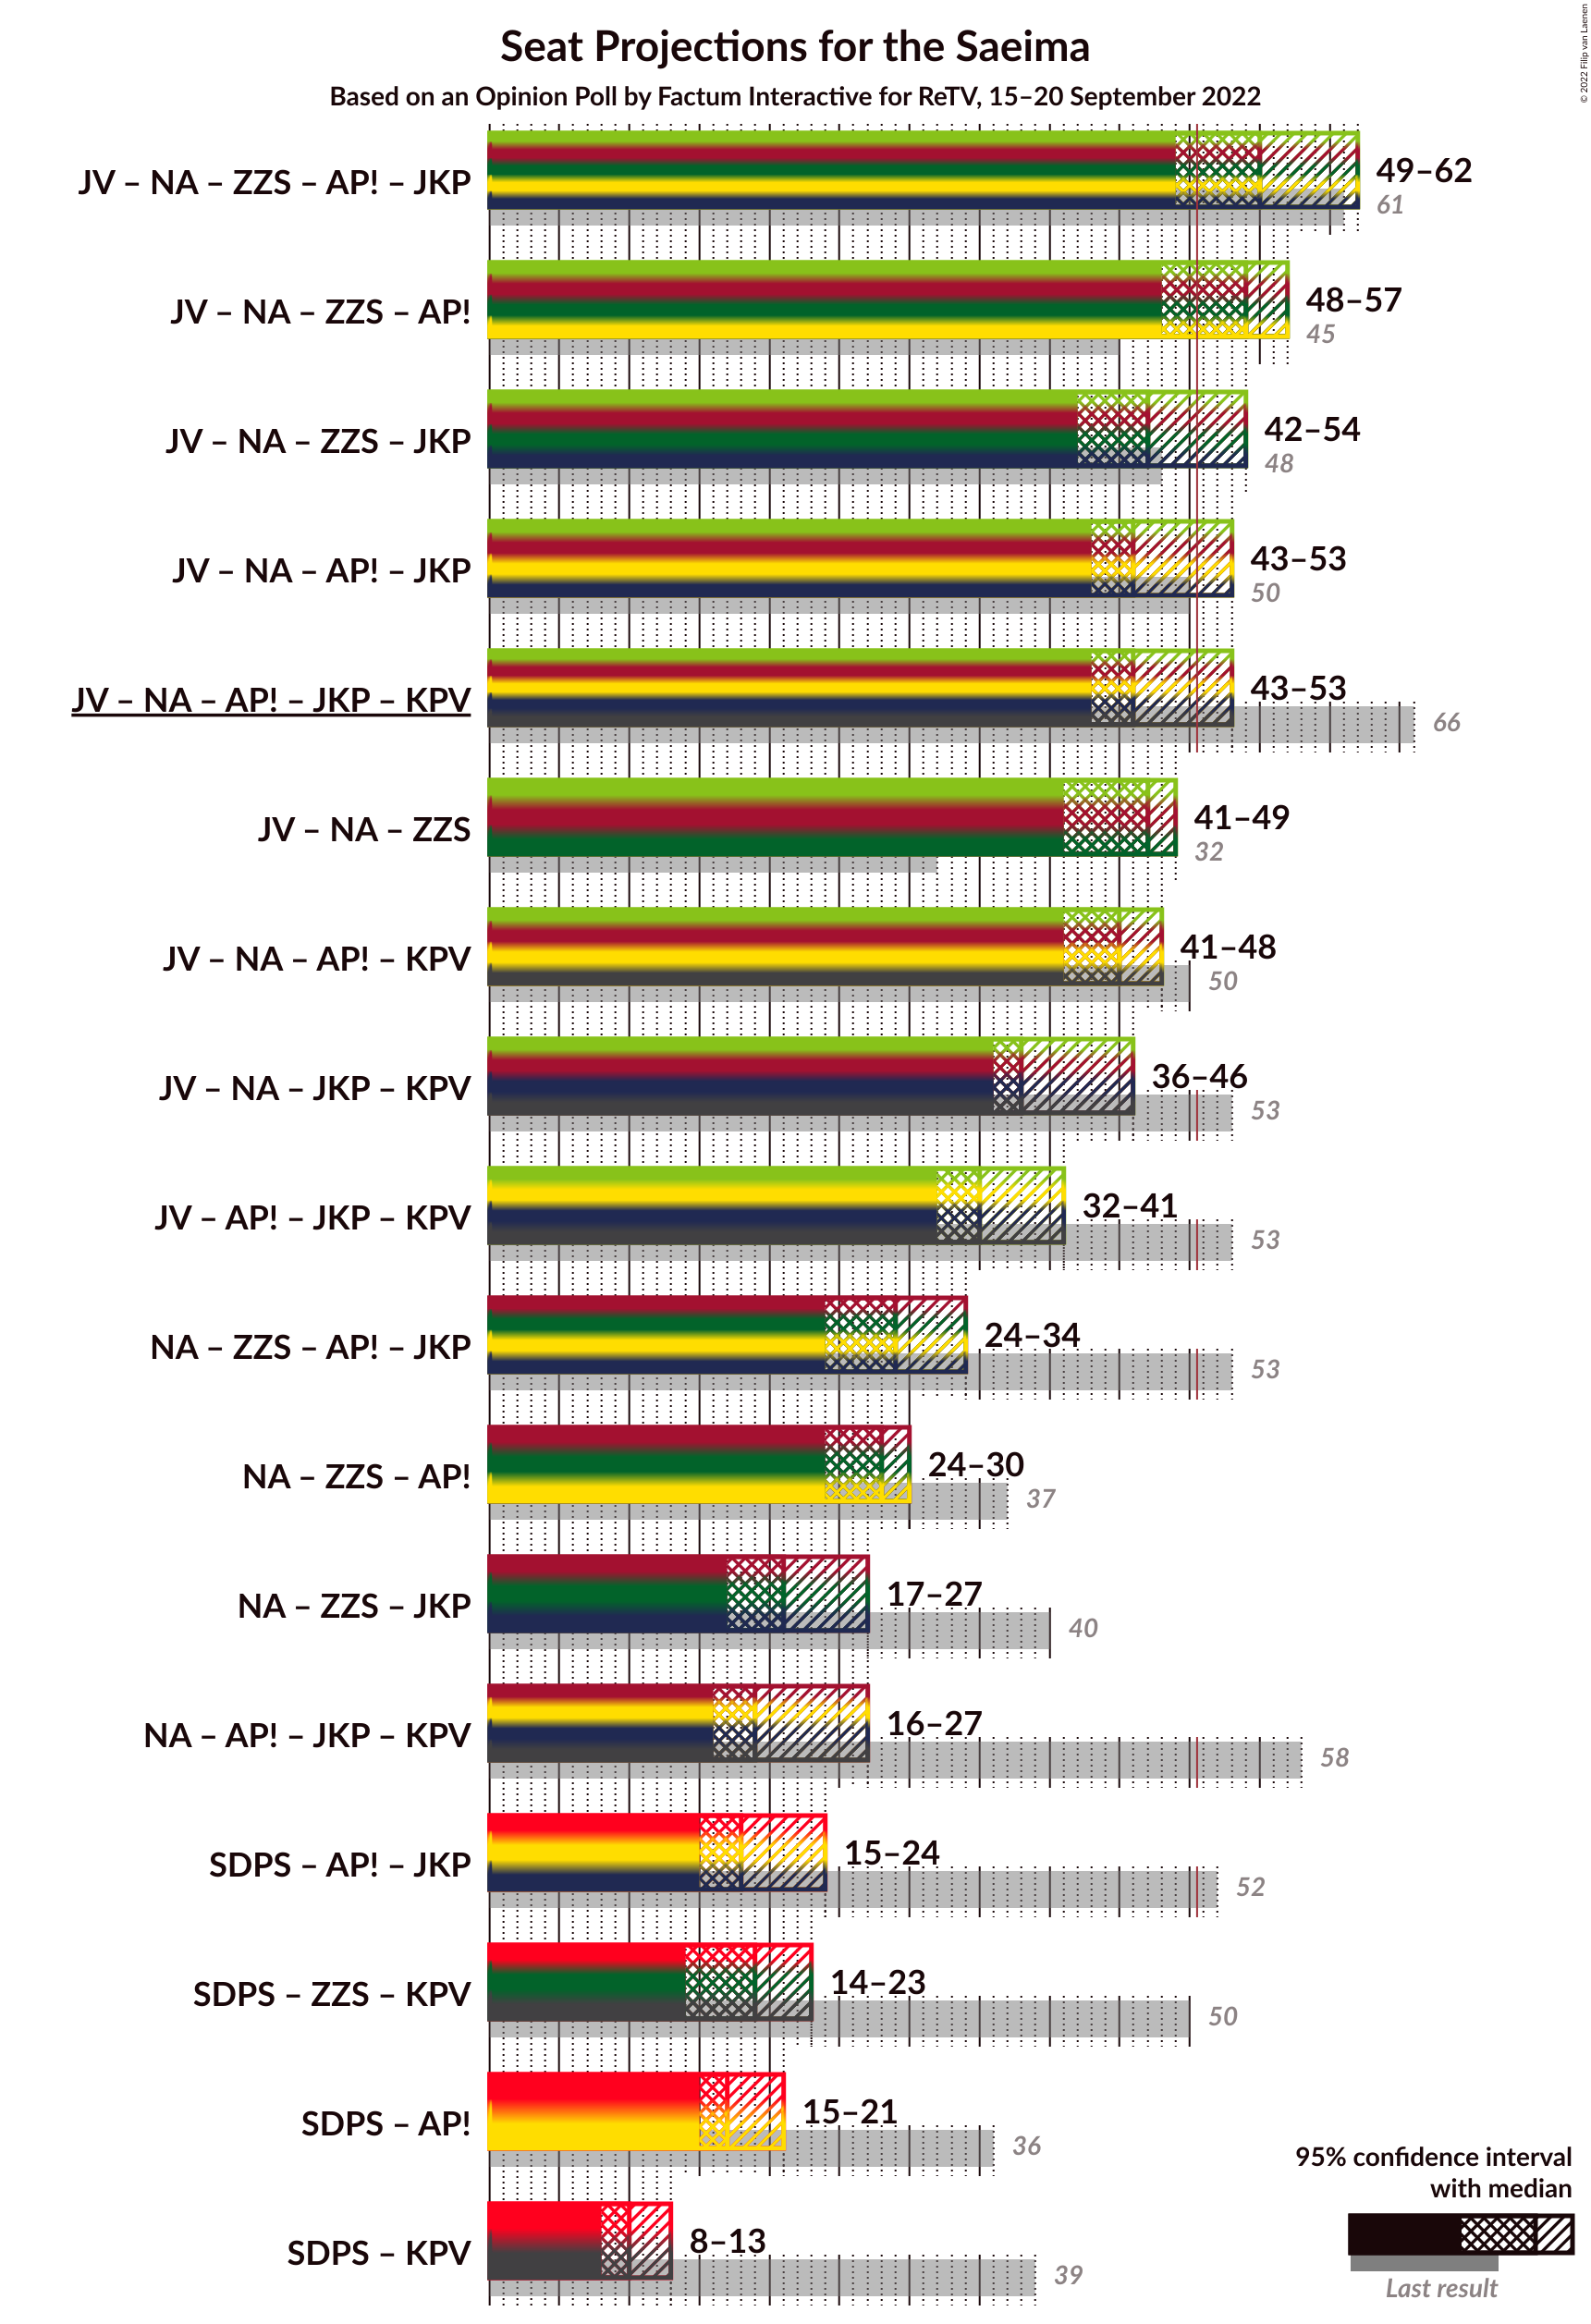 Seat Projections for the Saeima
Based on an Opinion Poll by Factum Interactive for ReTV, 15–20 September 2022
© 2022 Filip van Laenen
JV – NA – ZZS – AP! – JKP
49–62
61
JV – NA – ZZS – AP!
48–57
45
JV – NA – ZZS – JKP
42–54
48
JV – NA – AP! – JKP
43–53
50
JV – NA – AP! – JKP – KPV
43–53
66
JV – NA – ZZS
41–49
32
JV – NA – AP! – KPV
41–48
50
JV – NA – JKP – KPV
36–46
53
JV – AP! – JKP – KPV
32–41
53
NA – ZZS – AP! – JKP
24–34
53
NA – ZZS – AP!
24–30
37
NA – ZZS – JKP
17–27
40
NA – AP! – JKP – KPV
16–27
58
SDPS – AP! – JKP
15–24
52
SDPS – ZZS – KPV
14–23
50
SDPS – AP!
15–21
36
SDPS – KPV
8–13
39
95% confidence interval
with median
Last result